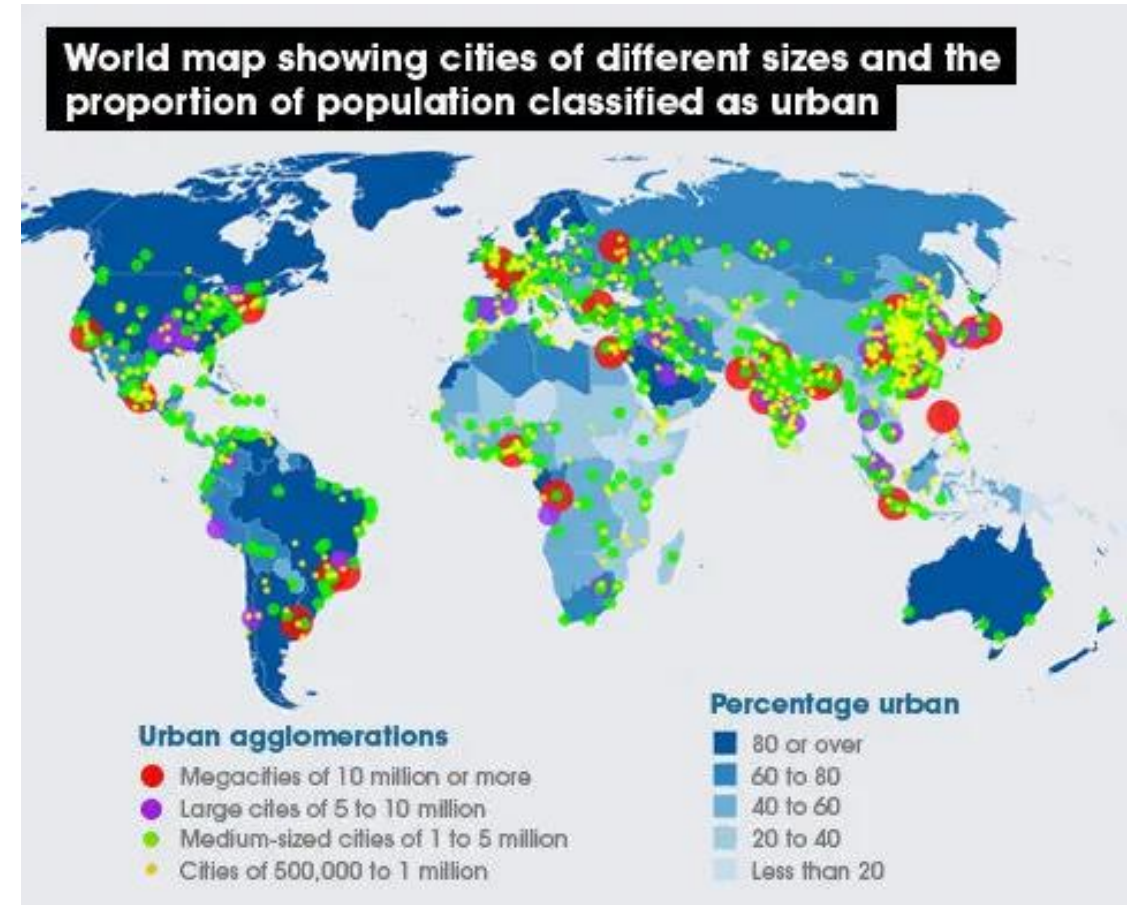 World map showing cities of different sizes and the
proportion of population classified as urban
Urban agglomerations
Megacities of 10 million or more
Large cites of 5 to 10 million
Medium-sized cities of 1 to 5 million
Cities of 500,000 to 1 million
Percentage urban
80 or over
60 to 80
40 to 60
20 to 40
Less than 20